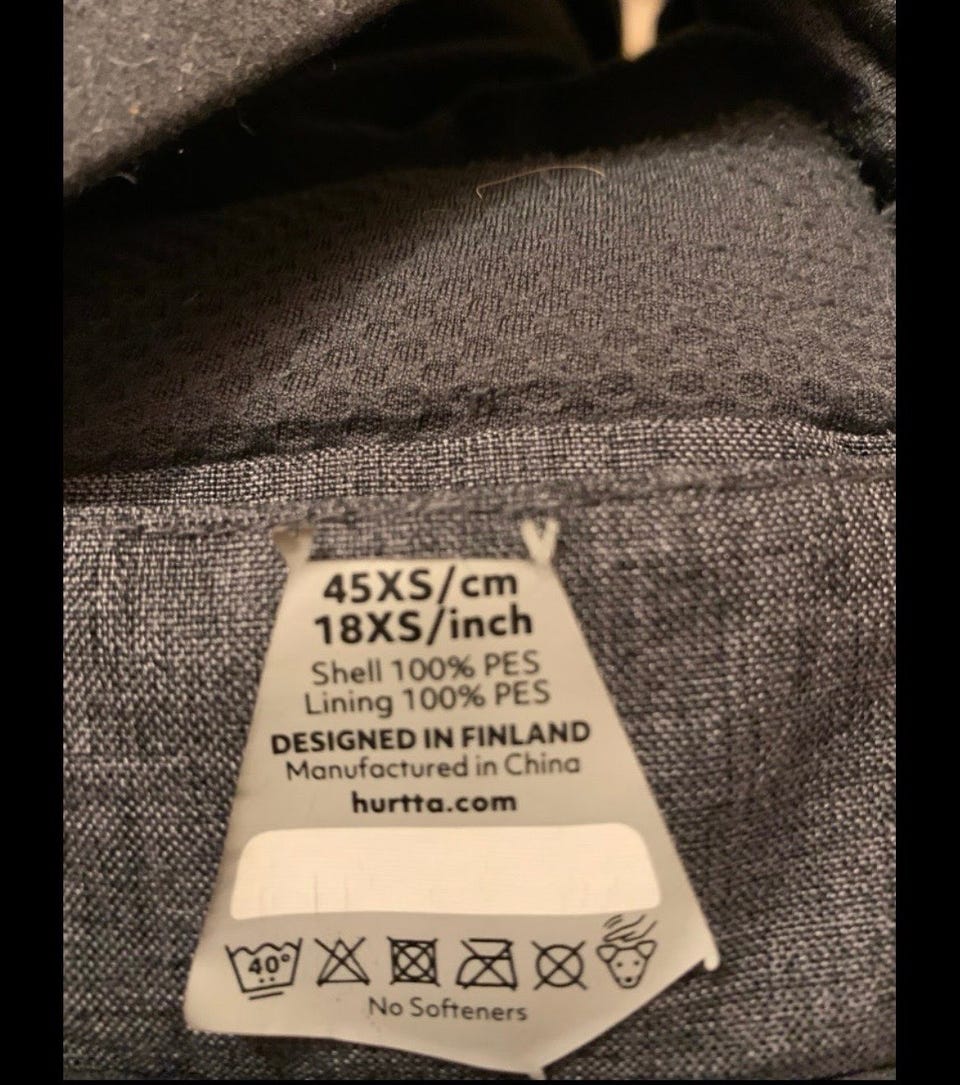 45XS/cm
18XS/inch
Shell 100% PES
Lining 100% PES
DESIGNED IN FINLAND
Manufactured in China
hurtta.com
40°
No Softeners